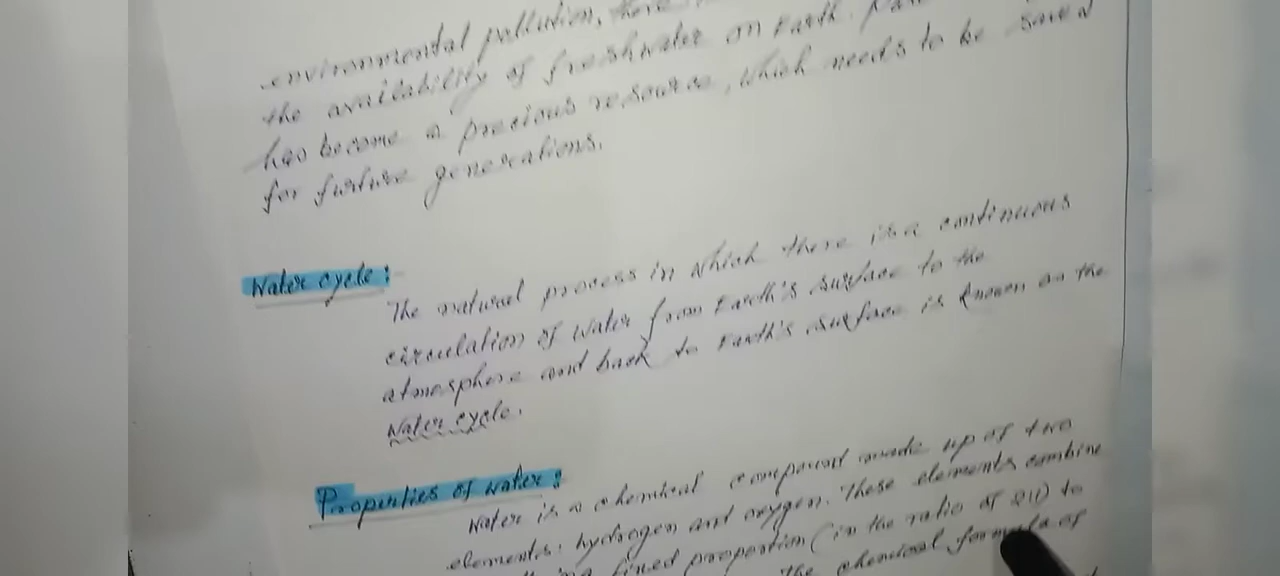 environmental pollution, there
the availability of freshwater on Earth.
has become a precious resource, which needs to be saved
for furture generations.
Water cycle:
The natural process in which there is a continuous
circulation of water from Earth's surface to the
atmosphere and back to Earth's surface is known as the
Water cycle.
Properties of water:
Water is a chemical compound made up of two
elements, hydrogen and oxygen. These elements combine
fixed proportion (in the ratio of 2:1) to
the chemical formula of